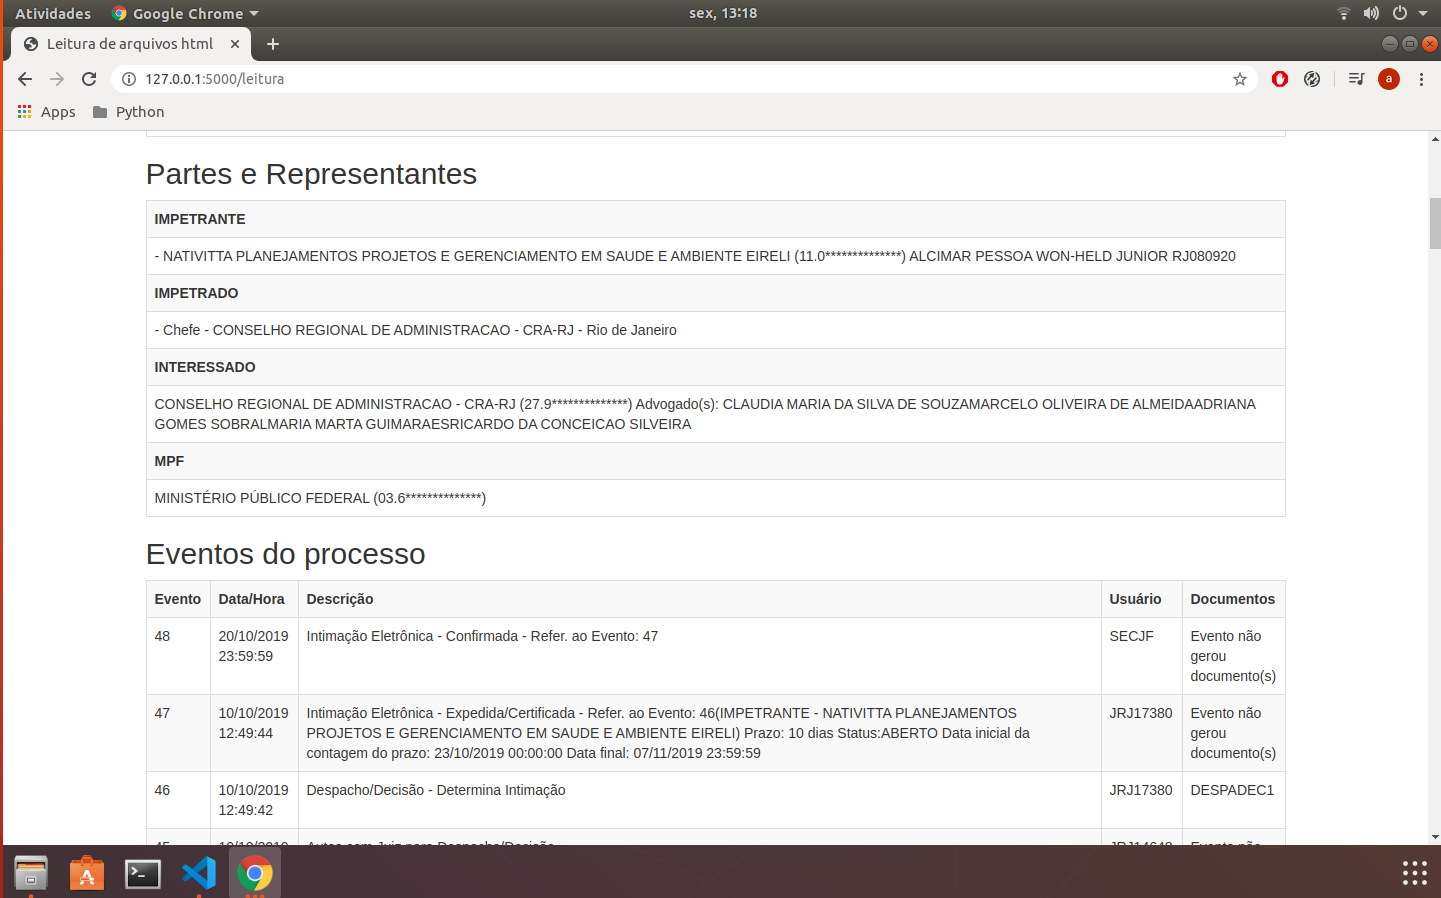 Atividades Google Chrome sex, 13:18
Leitura de arquivos html
127.0.0.1:5000/leitura a
Apps Python
Partes e Representantes
IMPETRANTE
- NATIVITTA PLANEJAMENTOS PROJETOS E GERENCIAMENTO EM SAUDE E AMBIENTE EIRELI (11.0**************) ALCIMAR PESSOA WON-HELD JUNIOR RJ080920
IMPETRADO
- Chefe - CONSELHO REGIONAL DE ADMINISTRACAO - CRA-RJ - Rio de Janeiro
INTERESSADO
CONSELHO REGIONAL DE ADMINISTRACAO - CRA-RJ (27.9**************) Advogado(s): CLAUDIA MARIA DA SILVA DE SOUZAMARCELO OLIVEIRA DE ALMEIDAADRIANA
GOMES SOBRALMARIA MARTA GUIMARAESRICARDO DA CONCEICAO SILVEIRA
MPF
MINISTÉRIO PÚBLICO FEDERAL (03.6**************)
Eventos do processo
Evento Data/Hora Descrição Usuário Documentos
48 20/10/2019 Intimação Eletrônica - Confirmada - Refer. ao Evento: 47 SECJF Evento não
23:59:59 gerou
documento(s)
47 10/10/2019 Intimação Eletrônica - Expedida/Certificada - Refer. ao Evento: 46(IMPETRANTE - NATIVITTA PLANEJAMENTOS JRJ17380 Evento não
12:49:44 PROJETOS E GERENCIAMENTO EM SAUDE E AMBIENTE EIRELI) Prazo: 10 dias Status:ABERTO Data inicial da gerou
contagem do prazo: 23/10/2019 00:00:00 Data final: 07/11/2019 23:59:59 documento(s)
46 10/10/2019 Despacho/Decisão - Determina Intimação JRJ17380 DESPADEC1
12:49:42